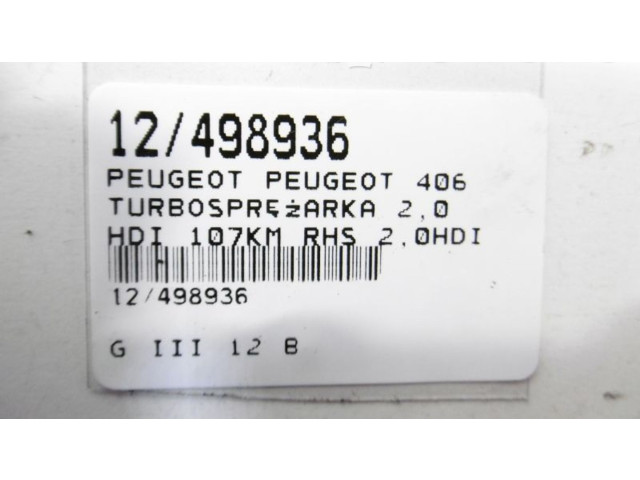 12/498936
PEUGEOT PEUGEOT 406
TURBOSPRĘŻARKA 2,0
HDI 107KM RHS 2,0HDI
12/498936
G III 12 B